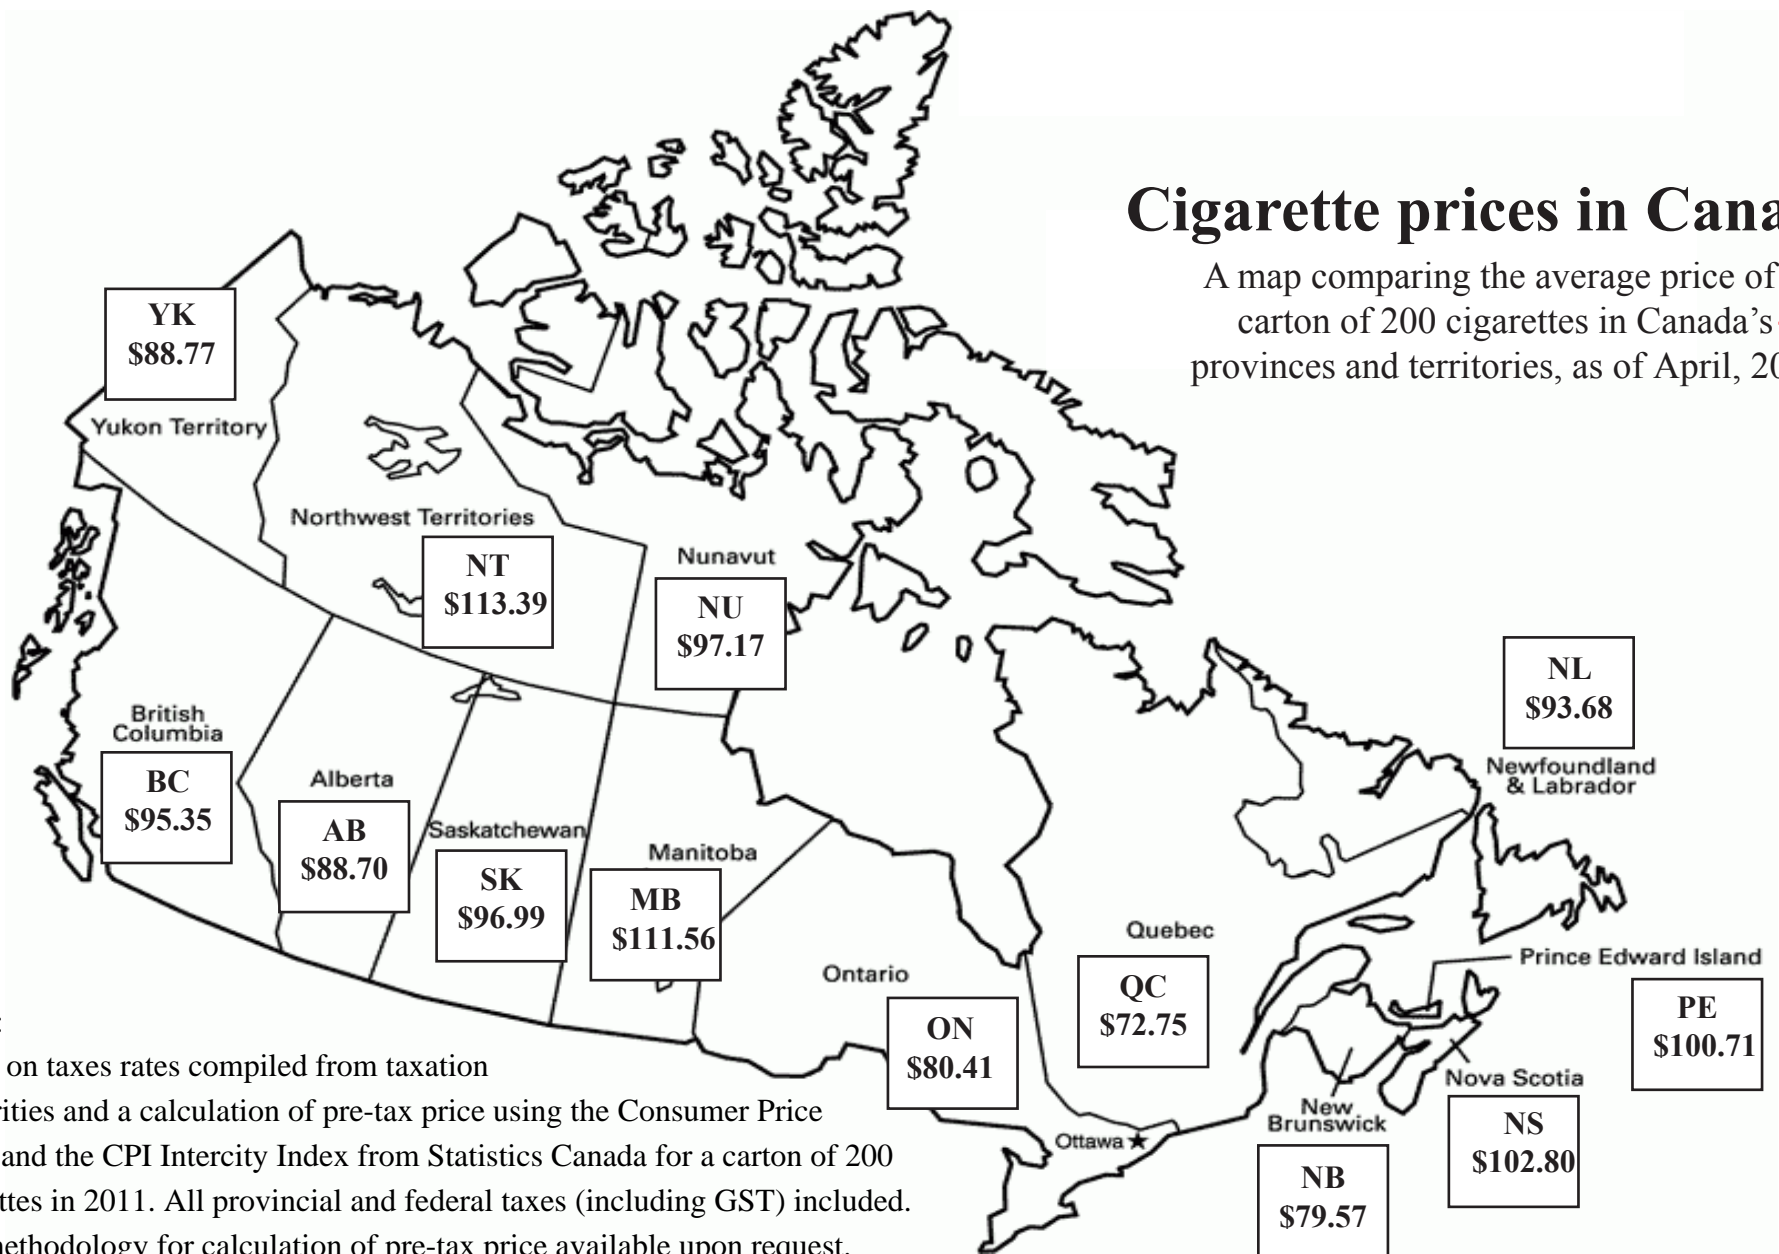 Cigarette prices in Cana
A map comparing the average price of
carton of 200 cigarettes in Canada’s
provinces and territories, as of April, 20
YK
$88.77
Yukon Territory
Northwest Territories
NT
$113.39
Nunavut
NU
$97.17
British
Columbia
BC
$95.35
Alberta
AB
$88.70
Saskatchewan
SK
$96.99
Manitoba
MB
$111.56
Ontario
ON
$80.41
Quebec
QC
$72.75
Ottawa
NL
$93.68
Newfoundland
& Labrador
Prince Edward Island
PE
$100.71
Nova Scotia
NS
$102.80
New
Brunswick
NB
$79.57
:
on taxes rates compiled from taxation
rities and a calculation of pre-tax price using the Consumer Price
and the CPI Intercity Index from Statistics Canada for a carton of 200
ttes in 2011. All provincial and federal taxes (including GST) included.
methodology for calculation of pre-tax price available upon request.